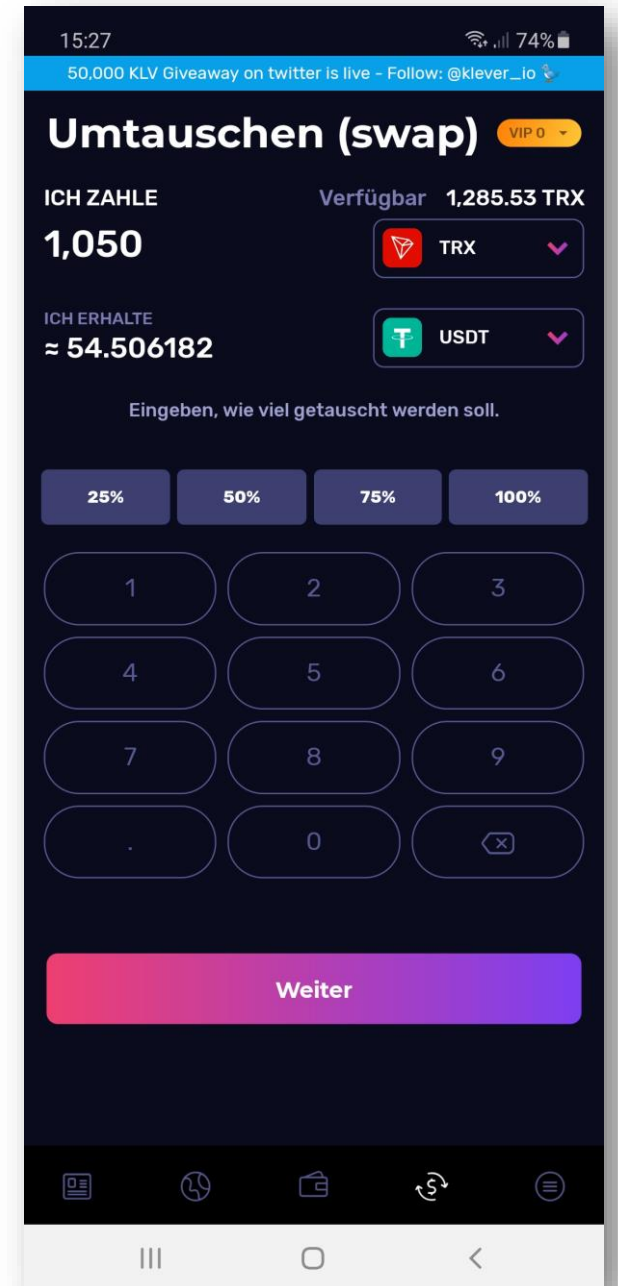 15:27 74%
50,000 KLV Giveaway on twitter is live - Follow: @klever_io
Umtauschen (swap) VIP 0
ICH ZAHLE Verfügbar 1,285.53 TRX
1,050 TRX
ICH ERHALTE
≈ 54.506182 USDT
Eingeben, wie viel getauscht werden soll.
25% 50% 75% 100%
1 2 3
4 5 6
7 8 9
. 0
Weiter